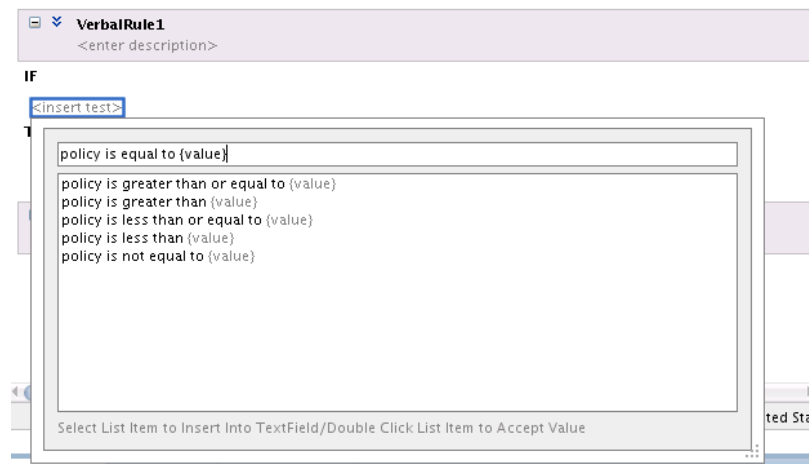 VerbalRule1
<enter description>
IF
<insert test>
T
policy is equal to {value}
policy is greater than or equal to {value}
policy is greater than {value}
policy is less than or equal to {value}
policy is less than {value}
policy is not equal to {value}
ted Sta
Select List Item to Insert Into TextField/Double Click List Item to Accept Value